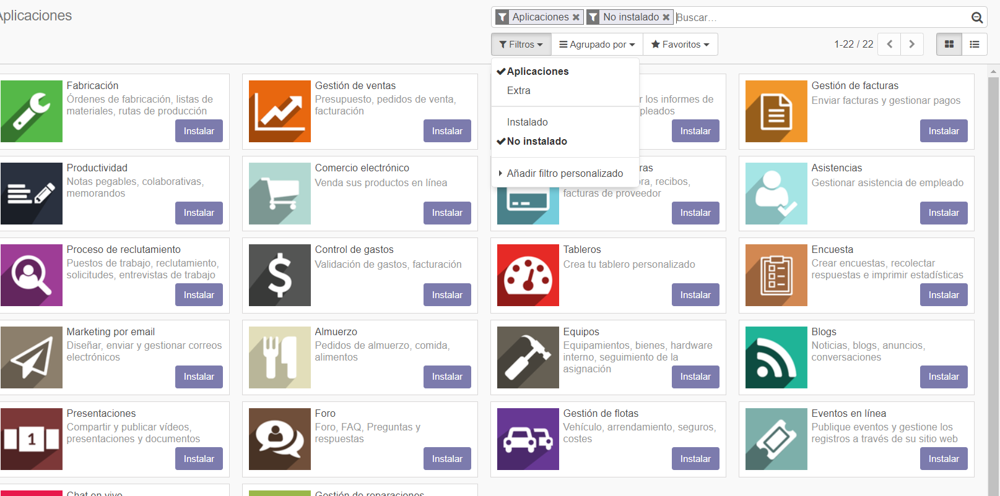 Aplicaciones
Aplicaciones ✖ No instalado ✖ Buscar...
Filtros Agrupado por Favoritos 1-22 / 22
Aplicaciones
Extra
Instalado
No instalado
Añadir filtro personalizado
Fabricación
Órdenes de fabricación, listas de
materiales, rutas de producción
Instalar
Gestión de ventas
Presupuesto, pedidos de venta,
facturación
Instalar
los informes de
Instalar
Gestión de facturas
Enviar facturas y gestionar pagos
Instalar
Productividad
Notas pegables, colaborativas,
memorandos
Instalar
Comercio electrónico
Venda sus productos en línea
Instalar
recibos,
facturas de proveedor
Instalar
Asistencias
Gestionar asistencia de empleado
Instalar
Proceso de reclutamiento
Puestos de trabajo, reclutamiento,
solicitudes, entrevistas de trabajo
Instalar
Control de gastos
Validación de gastos, facturación
Instalar
Tableros
Crea tu tablero personalizado
Instalar
Encuesta
Crear encuestas, recolectar
respuestas e imprimir estadísticas
Instalar
Marketing por email
Diseñar, enviar y gestionar correos
electrónicos
Instalar
Almuerzo
Pedidos de almuerzo, comida,
alimentos
Instalar
Equipos
Equipamientos, bienes, hardware
interno, seguimiento de la
asignación
Instalar
Blogs
Noticias, blogs, anuncios,
conversaciones
Instalar
1
Presentaciones
Compartir y publicar vídeos,
presentaciones y documentos
Instalar
Foro
Foro, FAQ, Preguntas y
respuestas
Instalar
Gestión de flotas
Vehículo, arrendamiento, seguros,
costes
Instalar
Eventos en línea
Publique eventos y gestione los
registros a través de su sitio web
Instalar
Chat en vivo
Gestión de reparaciones